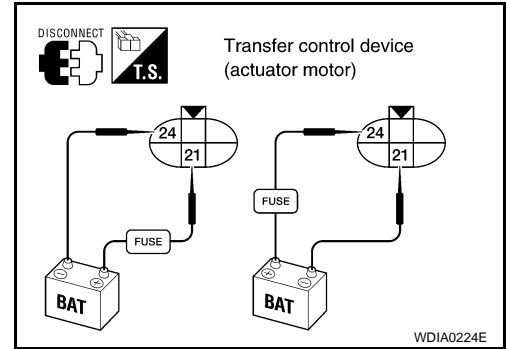 DISCONNECT
T.S.
Transfer control device
(actuator motor)
24
21
FUSE
BAT
24
21
FUSE
BAT
WDIA0224E